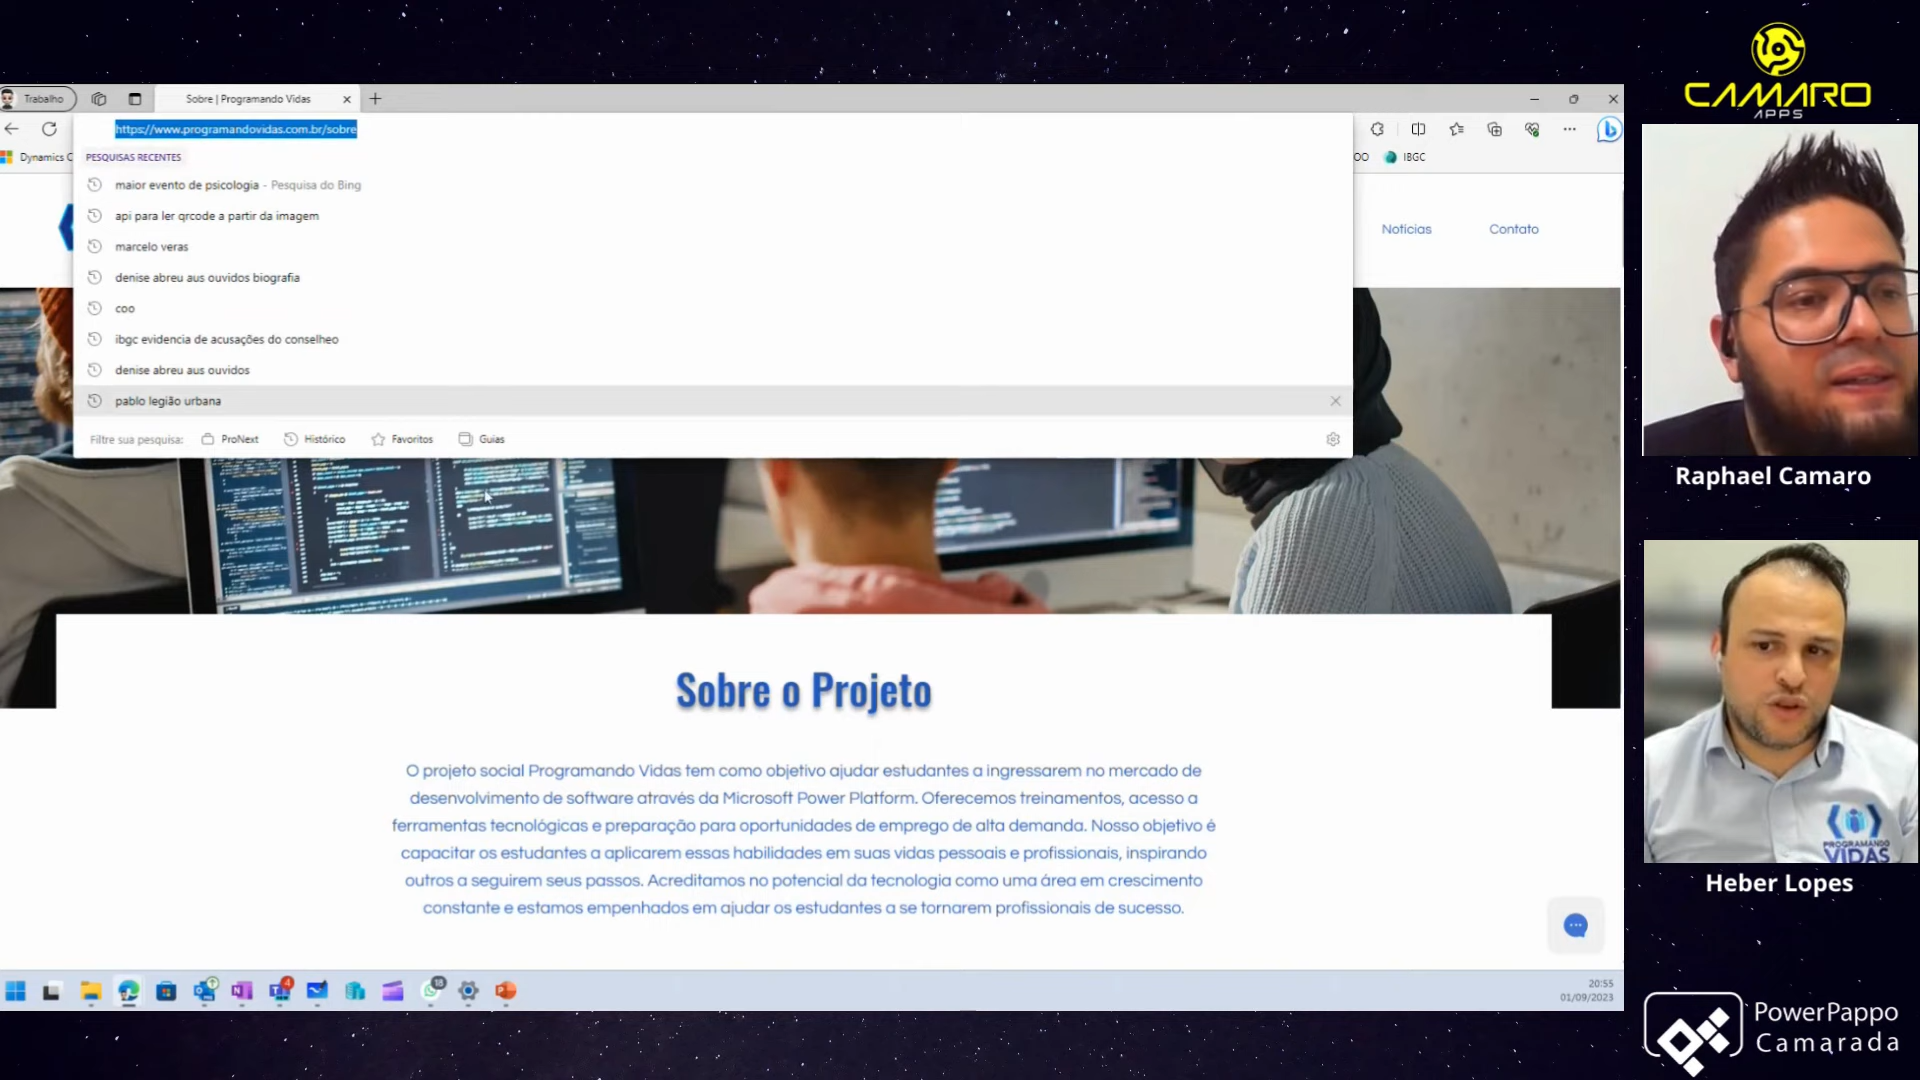 CAMARO
APPS
Trabalho
Sobre | Programando Vidas
https://www.programandovidas.com.br/sobre
Dynamics C
PESQUISAS RECENTES
IBGC
maior evento de psicologia - Pesquisa do Bing
api para ler qrcode a partir da imagem
marcelo veras
Notícias
Contato
denise abreu aus ouvidos biografia
coo
ibgc evidencia de acusações do conselheo
denise abreu aus ouvidos
pablo legião urbana
Filtre sua pesquisa:
ProNext
Histórico
Favoritos
Guias
Raphael Camaro
Sobre o Projeto
O projeto social Programando Vidas tem como objetivo ajudar estudantes a ingressarem no mercado de
desenvolvimento de software através da Microsoft Power Platform. Oferecemos treinamentos, acesso a
ferramentas tecnológicas e preparação para oportunidades de emprego de alta demanda. Nosso objetivo é
capacitar os estudantes a aplicarem essas habilidades em suas vidas pessoais e profissionais, inspirando
outros a seguirem seus passos. Acreditamos no potencial da tecnologia como uma área em crescimento
constante e estamos empenhados em ajudar os estudantes a se tornarem profissionais de sucesso.
PROGRAMANDO
VIDAS
Heber Lopes
4
18
20:55
01/09/2023
PowerPappo
Camarada